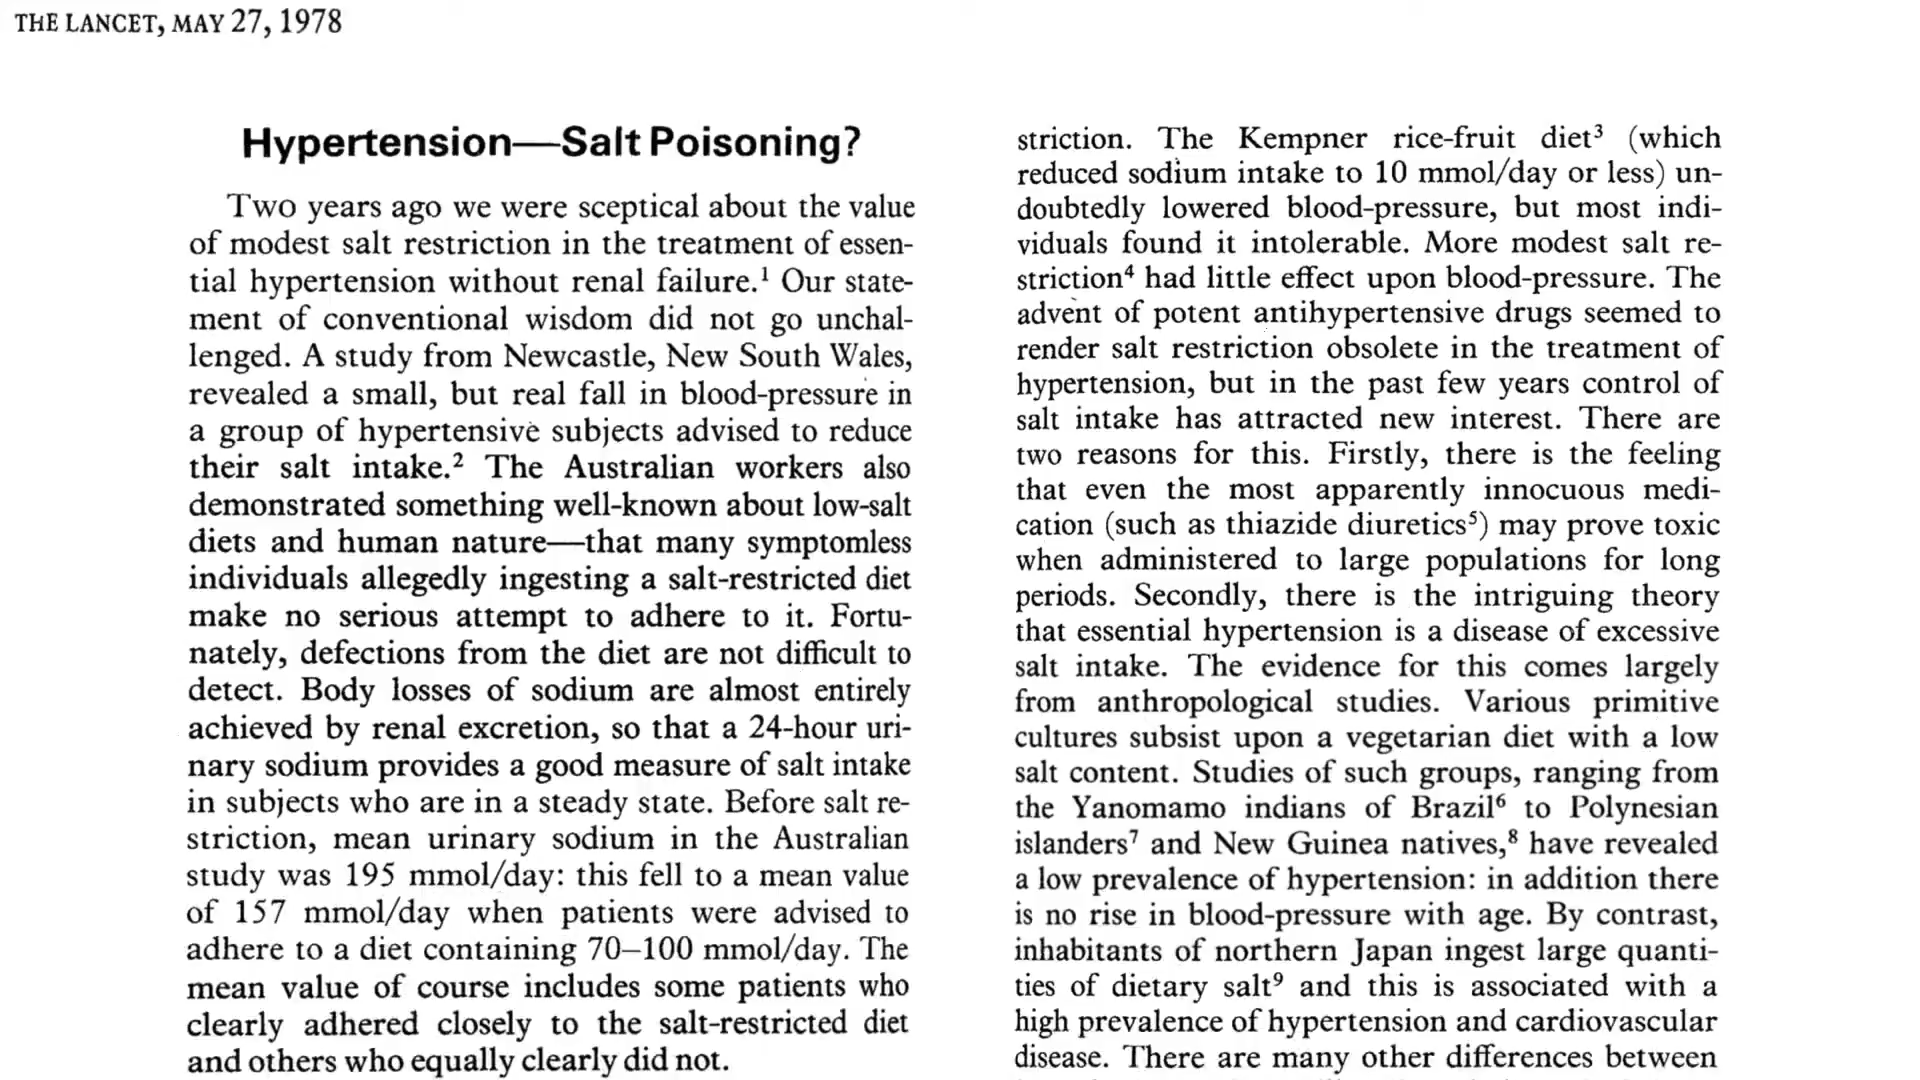 THE LANCET, MAY 27, 1978
Hypertension—Salt Poisoning?
Two years ago we were sceptical about the value
of modest salt restriction in the treatment of essen-
tial hypertension without renal failure.¹ Our state-
ment of conventional wisdom did not go unchal-
lenged. A study from Newcastle, New South Wales,
revealed a small, but real fall in blood-pressure in
a group of hypertensive subjects advised to reduce
their salt intake.² The Australian workers also
demonstrated something well-known about low-salt
diets and human nature—that many symptomless
individuals allegedly ingesting a salt-restricted diet
make no serious attempt to adhere to it. Fortu-
nately, defections from the diet are not difficult to
detect. Body losses of sodium are almost entirely
achieved by renal excretion, so that a 24-hour uri-
nary sodium provides a good measure of salt intake
in subjects who are in a steady state. Before salt re-
striction, mean urinary sodium in the Australian
study was 195 mmol/day: this fell to a mean value
of 157 mmol/day when patients were advised to
adhere to a diet containing 70–100 mmol/day. The
mean value of course includes some patients who
clearly adhered closely to the salt-restricted diet
and others who equally clearly did not.
striction. The Kempner rice-fruit diet³ (which
reduced sodium intake to 10 mmol/day or less) un-
doubtedly lowered blood-pressure, but most indi-
viduals found it intolerable. More modest salt re-
striction⁴ had little effect upon blood-pressure. The
advent of potent antihypertensive drugs seemed to
render salt restriction obsolete in the treatment of
hypertension, but in the past few years control of
salt intake has attracted new interest. There are
two reasons for this. Firstly, there is the feeling
that even the most apparently innocuous medi-
cation (such as thiazide diuretics⁵) may prove toxic
when administered to large populations for long
periods. Secondly, there is the intriguing theory
that essential hypertension is a disease of excessive
salt intake. The evidence for this comes largely
from anthropological studies. Various primitive
cultures subsist upon a vegetarian diet with a low
salt content. Studies of such groups, ranging from
the Yanomamo indians of Brazil⁶ to Polynesian
islanders⁷ and New Guinea natives,⁸ have revealed
a low prevalence of hypertension: in addition there
is no rise in blood-pressure with age. By contrast,
inhabitants of northern Japan ingest large quanti-
ties of dietary salt⁹ and this is associated with a
high prevalence of hypertension and cardiovascular
disease. There are many other differences between